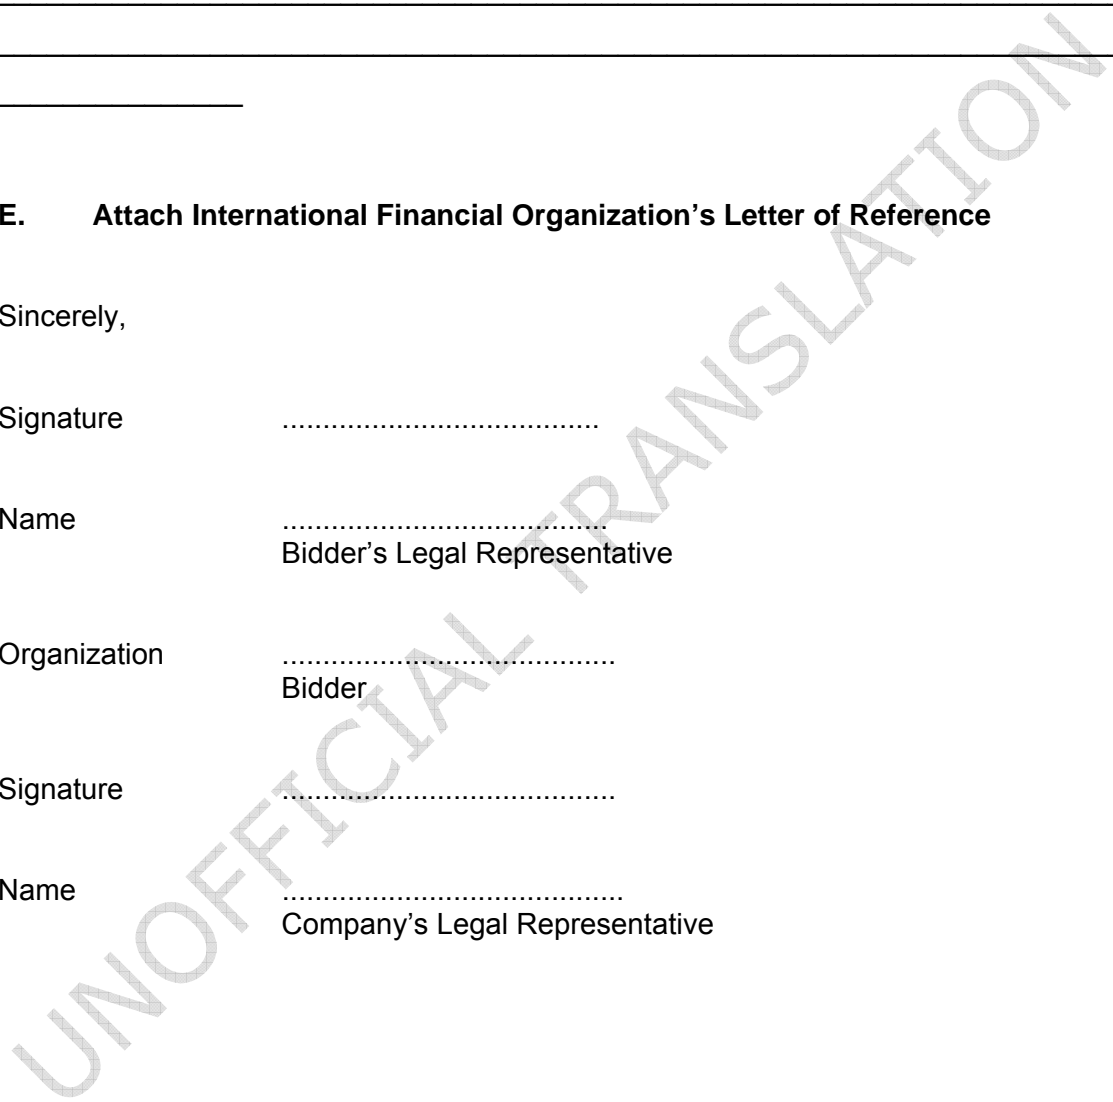 E. Attach International Financial Organization’s Letter of Reference
Sincerely,
Signature .......................................
Name ........................................
Bidder’s Legal Representative
Organization .........................................
Bidder
Signature .........................................
Name ..........................................
Company’s Legal Representative
UNOFFICIAL TRANSLATION